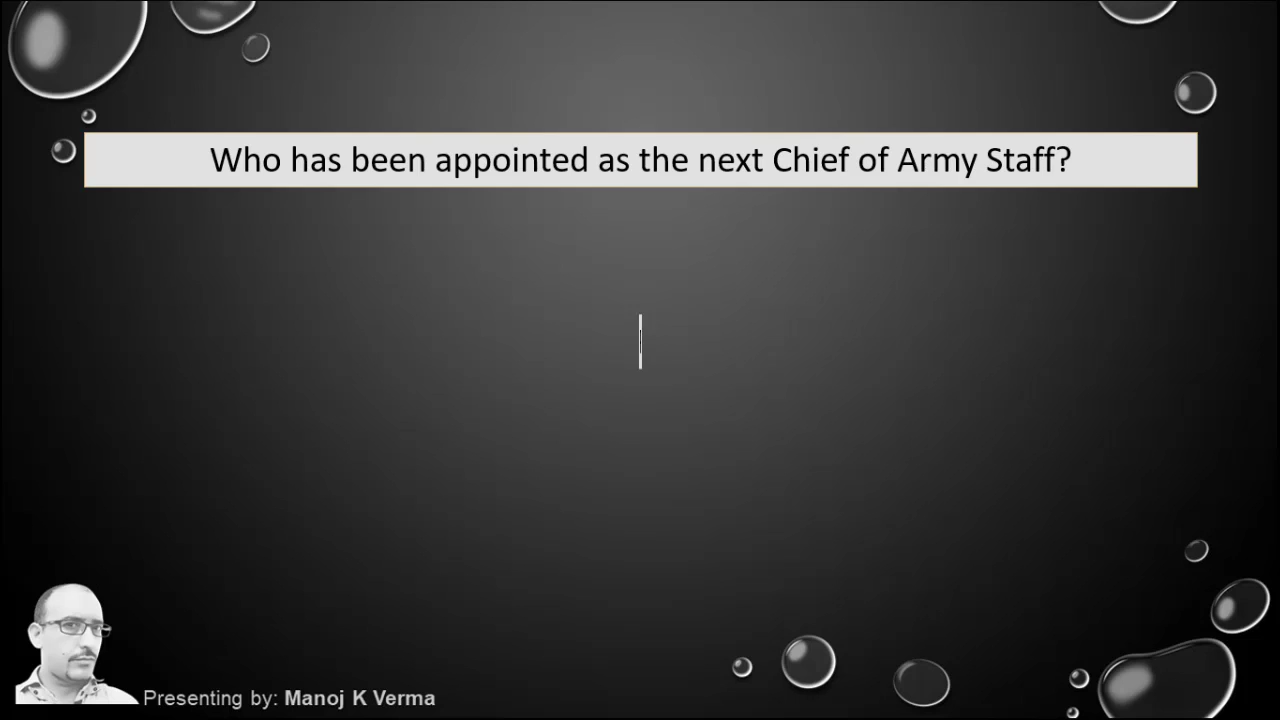 Who has been appointed as the next Chief of Army Staff?
Presenting by: Manoj K Verma